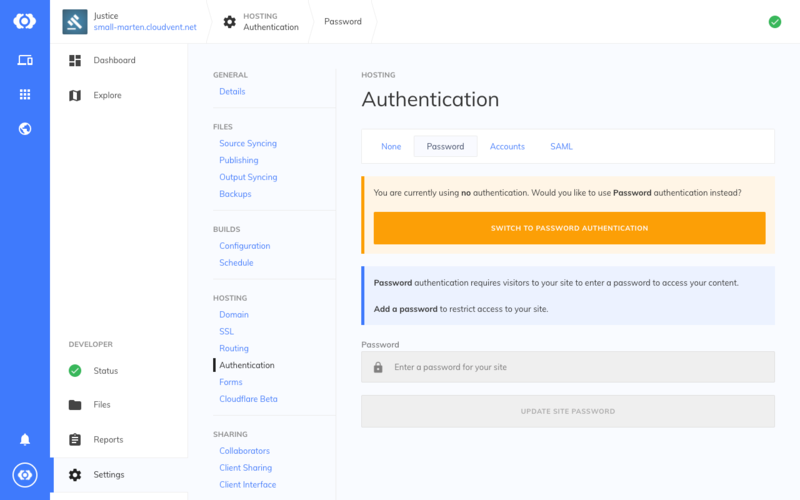 Justice
small-marten.cloudvent.net
HOSTING
Authentication
Password
Dashboard
Explore
DEVELOPER
Status
Files
Reports
Settings
GENERAL
Details
FILES
Source Syncing
Publishing
Output Syncing
Backups
BUILDS
Configuration
Schedule
HOSTING
Domain
SSL
Routing
Authentication
Forms
Cloudflare Beta
SHARING
Collaborators
Client Sharing
Client Interface
HOSTING
Authentication
None Password Accounts SAML
You are currently using no authentication. Would you like to use Password authentication instead?
SWITCH TO PASSWORD AUTHENTICATION
Password authentication requires visitors to your site to enter a password to access your content.
Add a password to restrict access to your site.
Password
Enter a password for your site
UPDATE SITE PASSWORD